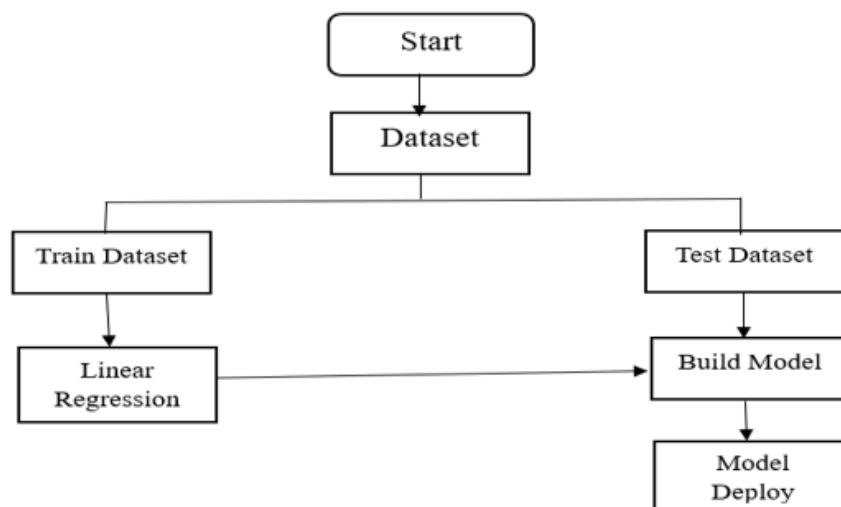 Start
Dataset
Train Dataset
Test Dataset
Linear
Regression
Build Model
Model
Deploy